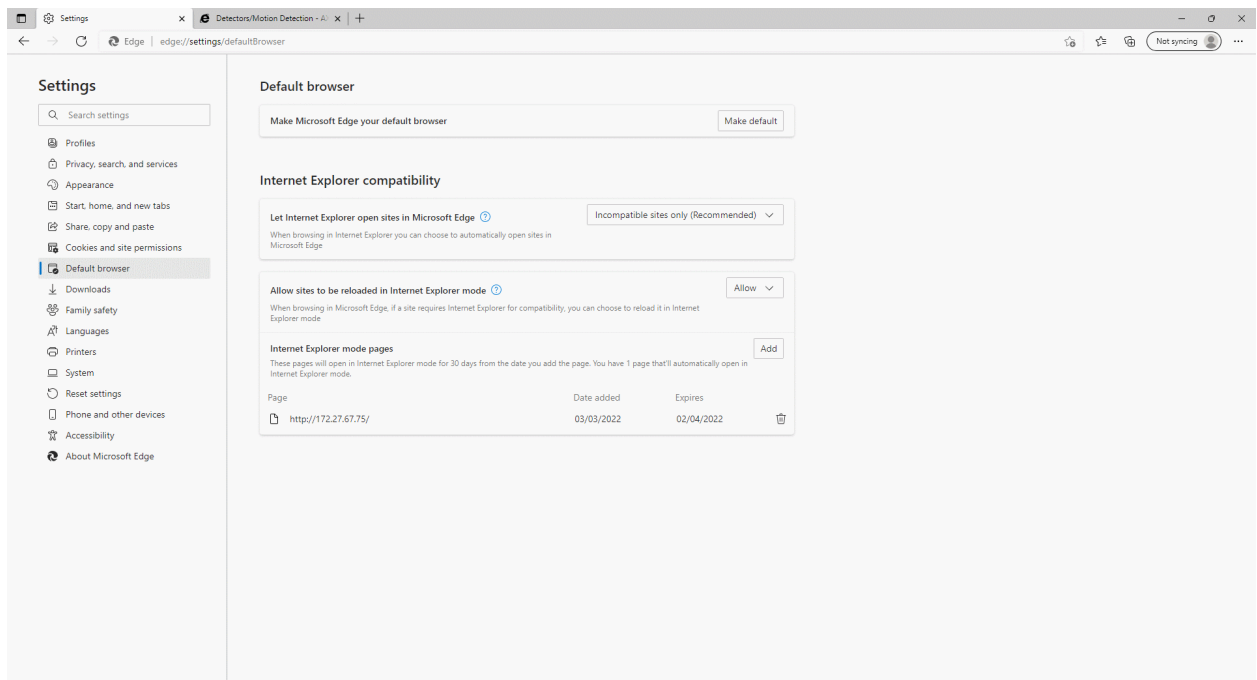 Settings
Detectors/Motion Detection - A
Edge
edge://settings/defaultBrowser
Not syncing
Settings
Search settings
Profiles
Privacy, search, and services
Appearance
Start, home, and new tabs
Share, copy and paste
Cookies and site permissions
Default browser
Downloads
Family safety
Languages
Printers
System
Reset settings
Phone and other devices
Accessibility
About Microsoft Edge
Default browser
Make Microsoft Edge your default browser
Make default
Internet Explorer compatibility
Let Internet Explorer open sites in Microsoft Edge
Incompatible sites only (Recommended)
When browsing in Internet Explorer you can choose to automatically open sites in
Microsoft Edge
Allow sites to be reloaded in Internet Explorer mode
Allow
When browsing in Microsoft Edge, if a site requires Internet Explorer for compatibility, you can choose to reload it in Internet
Explorer mode
Internet Explorer mode pages
Add
These pages will open in Internet Explorer mode for 30 days from the date you add the page. You have 1 page that'll automatically open in
Internet Explorer mode.
Page Date added Expires
http://172.27.67.75/ 03/03/2022 02/04/2022